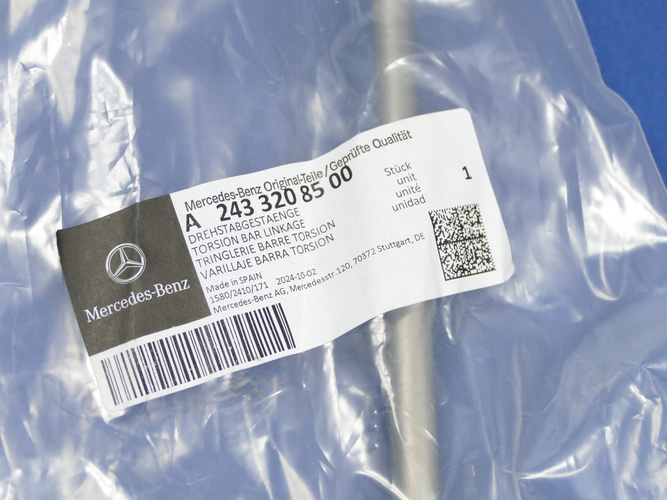 Mercedes-Benz Original-Teile / Geprüfte Qualität
A 243 320 85 00
DREHSTABGESTAENGE
TORSION BAR LINKAGE
TRINGLERIE BARRE TORSION
VARILLAJE BARRA TORSION
Stück
unit
unité
unidad
1
Made in SPAIN
1580/2410/171 2024-10-02
Mercedes-Benz AG, Mercedesstr.120, 70372 Stuttgart, DE
Mercedes-Benz